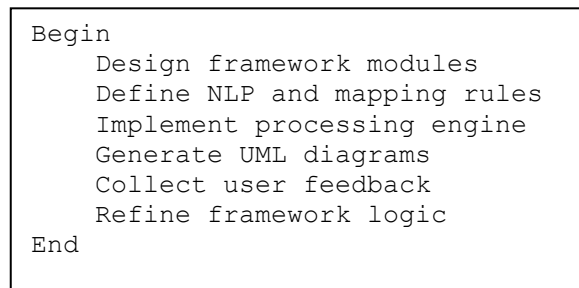 Begin
Design framework modules
Define NLP and mapping rules
Implement processing engine
Generate UML diagrams
Collect user feedback
Refine framework logic
End